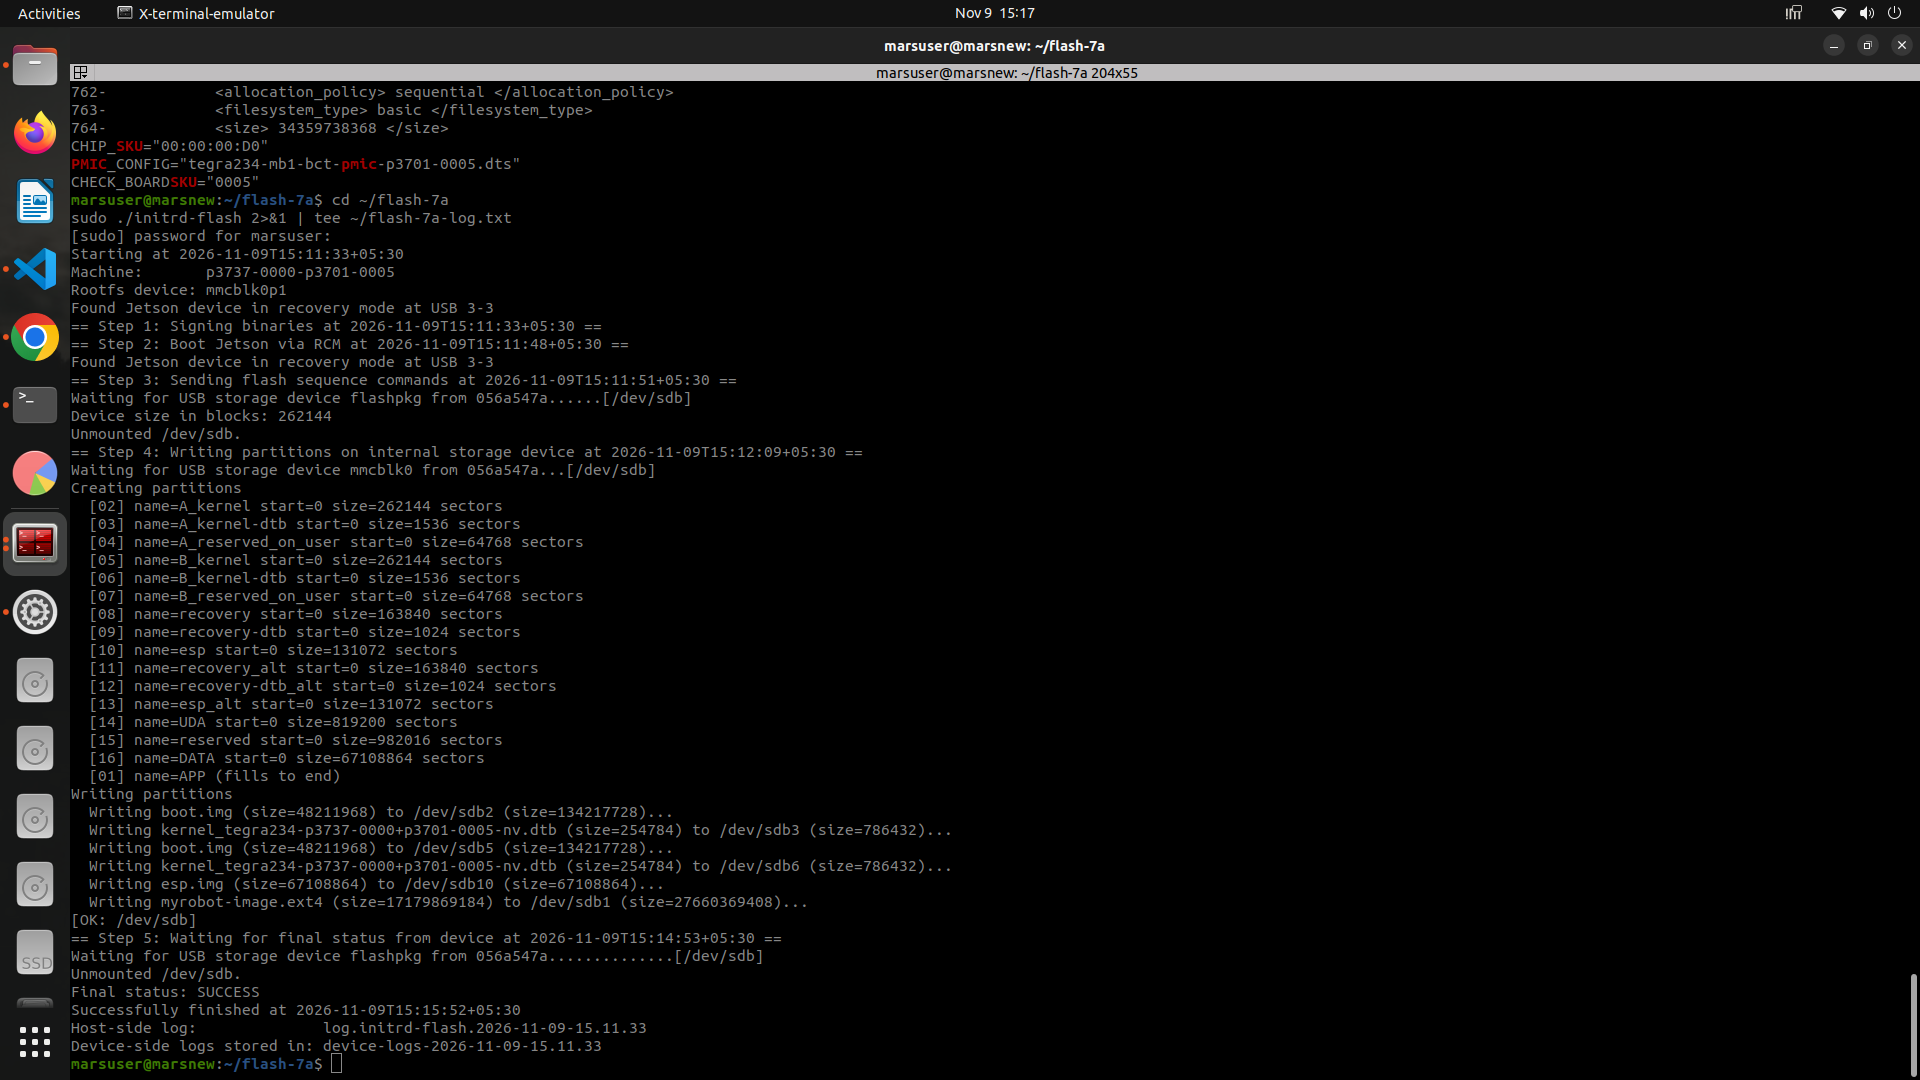 Activities
X-terminal-emulator
Nov 9 15:17
marsuser@marsnew: ~/flash-7a
marsuser@marsnew: ~/flash-7a 204x55
762-            <allocation_policy> sequential </allocation_policy>
763-            <filesystem_type> basic </filesystem_type>
764-            <size> 34359738368 </size>
CHIP_SKU="00:00:00:D0"
PMIC_CONFIG="tegra234-mb1-bct-pmic-p3701-0005.dts"
CHECK_BOARDSKU="0005"
marsuser@marsnew:~/flash-7a$ cd ~/flash-7a
sudo ./initrd-flash 2>&1 | tee ~/flash-7a-log.txt
[sudo] password for marsuser:
Starting at 2026-11-09T15:11:33+05:30
Machine:       p3737-0000-p3701-0005
Rootfs device: mmcblk0p1
Found Jetson device in recovery mode at USB 3-3
== Step 1: Signing binaries at 2026-11-09T15:11:33+05:30 ==
== Step 2: Boot Jetson via RCM at 2026-11-09T15:11:48+05:30 ==
Found Jetson device in recovery mode at USB 3-3
== Step 3: Sending flash sequence commands at 2026-11-09T15:11:51+05:30 ==
Waiting for USB storage device flashpkg from 056a547a......[/dev/sdb]
Device size in blocks: 262144
Unmounted /dev/sdb.
== Step 4: Writing partitions on internal storage device at 2026-11-09T15:12:09+05:30 ==
Waiting for USB storage device mmcblk0 from 056a547a...[/dev/sdb]
Creating partitions
  [02] name=A_kernel start=0 size=262144 sectors
  [03] name=A_kernel-dtb start=0 size=1536 sectors
  [04] name=A_reserved_on_user start=0 size=64768 sectors
  [05] name=B_kernel start=0 size=262144 sectors
  [06] name=B_kernel-dtb start=0 size=1536 sectors
  [07] name=B_reserved_on_user start=0 size=64768 sectors
  [08] name=recovery start=0 size=163840 sectors
  [09] name=recovery-dtb start=0 size=1024 sectors
  [10] name=esp start=0 size=131072 sectors
  [11] name=recovery_alt start=0 size=163840 sectors
  [12] name=recovery-dtb_alt start=0 size=1024 sectors
  [13] name=esp_alt start=0 size=131072 sectors
  [14] name=UDA start=0 size=819200 sectors
  [15] name=reserved start=0 size=982016 sectors
  [16] name=DATA start=0 size=67108864 sectors
  [01] name=APP (fills to end)
Writing partitions
  Writing boot.img (size=48211968) to /dev/sdb2 (size=134217728)...
  Writing kernel_tegra234-p3737-0000+p3701-0005-nv.dtb (size=254784) to /dev/sdb3 (size=786432)...
  Writing boot.img (size=48211968) to /dev/sdb5 (size=134217728)...
  Writing kernel_tegra234-p3737-0000+p3701-0005-nv.dtb (size=254784) to /dev/sdb6 (size=786432)...
  Writing esp.img (size=67108864) to /dev/sdb10 (size=67108864)...
  Writing myrobot-image.ext4 (size=17179869184) to /dev/sdb1 (size=27660369408)...
[OK: /dev/sdb]
== Step 5: Waiting for final status from device at 2026-11-09T15:14:53+05:30 ==
Waiting for USB storage device flashpkg from 056a547a..............[/dev/sdb]
Unmounted /dev/sdb.
Final status: SUCCESS
Successfully finished at 2026-11-09T15:15:52+05:30
Host-side log:              log.initrd-flash.2026-11-09-15.11.33
Device-side logs stored in: device-logs-2026-11-09-15.11.33
marsuser@marsnew:~/flash-7a$
SSD